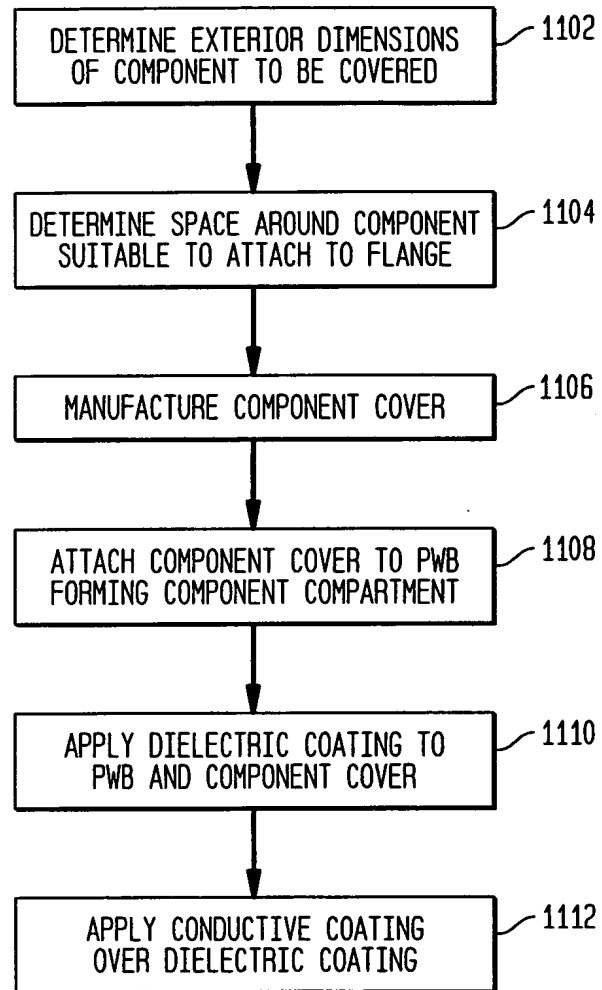 DETERMINE EXTERIOR DIMENSIONS
OF COMPONENT TO BE COVERED
1102
DETERMINE SPACE AROUND COMPONENT
SUITABLE TO ATTACH TO FLANGE
1104
MANUFACTURE COMPONENT COVER
1106
ATTACH COMPONENT COVER TO PWB
FORMING COMPONENT COMPARTMENT
1108
APPLY DIELECTRIC COATING TO
PWB AND COMPONENT COVER
1110
APPLY CONDUCTIVE COATING
OVER DIELECTRIC COATING
1112